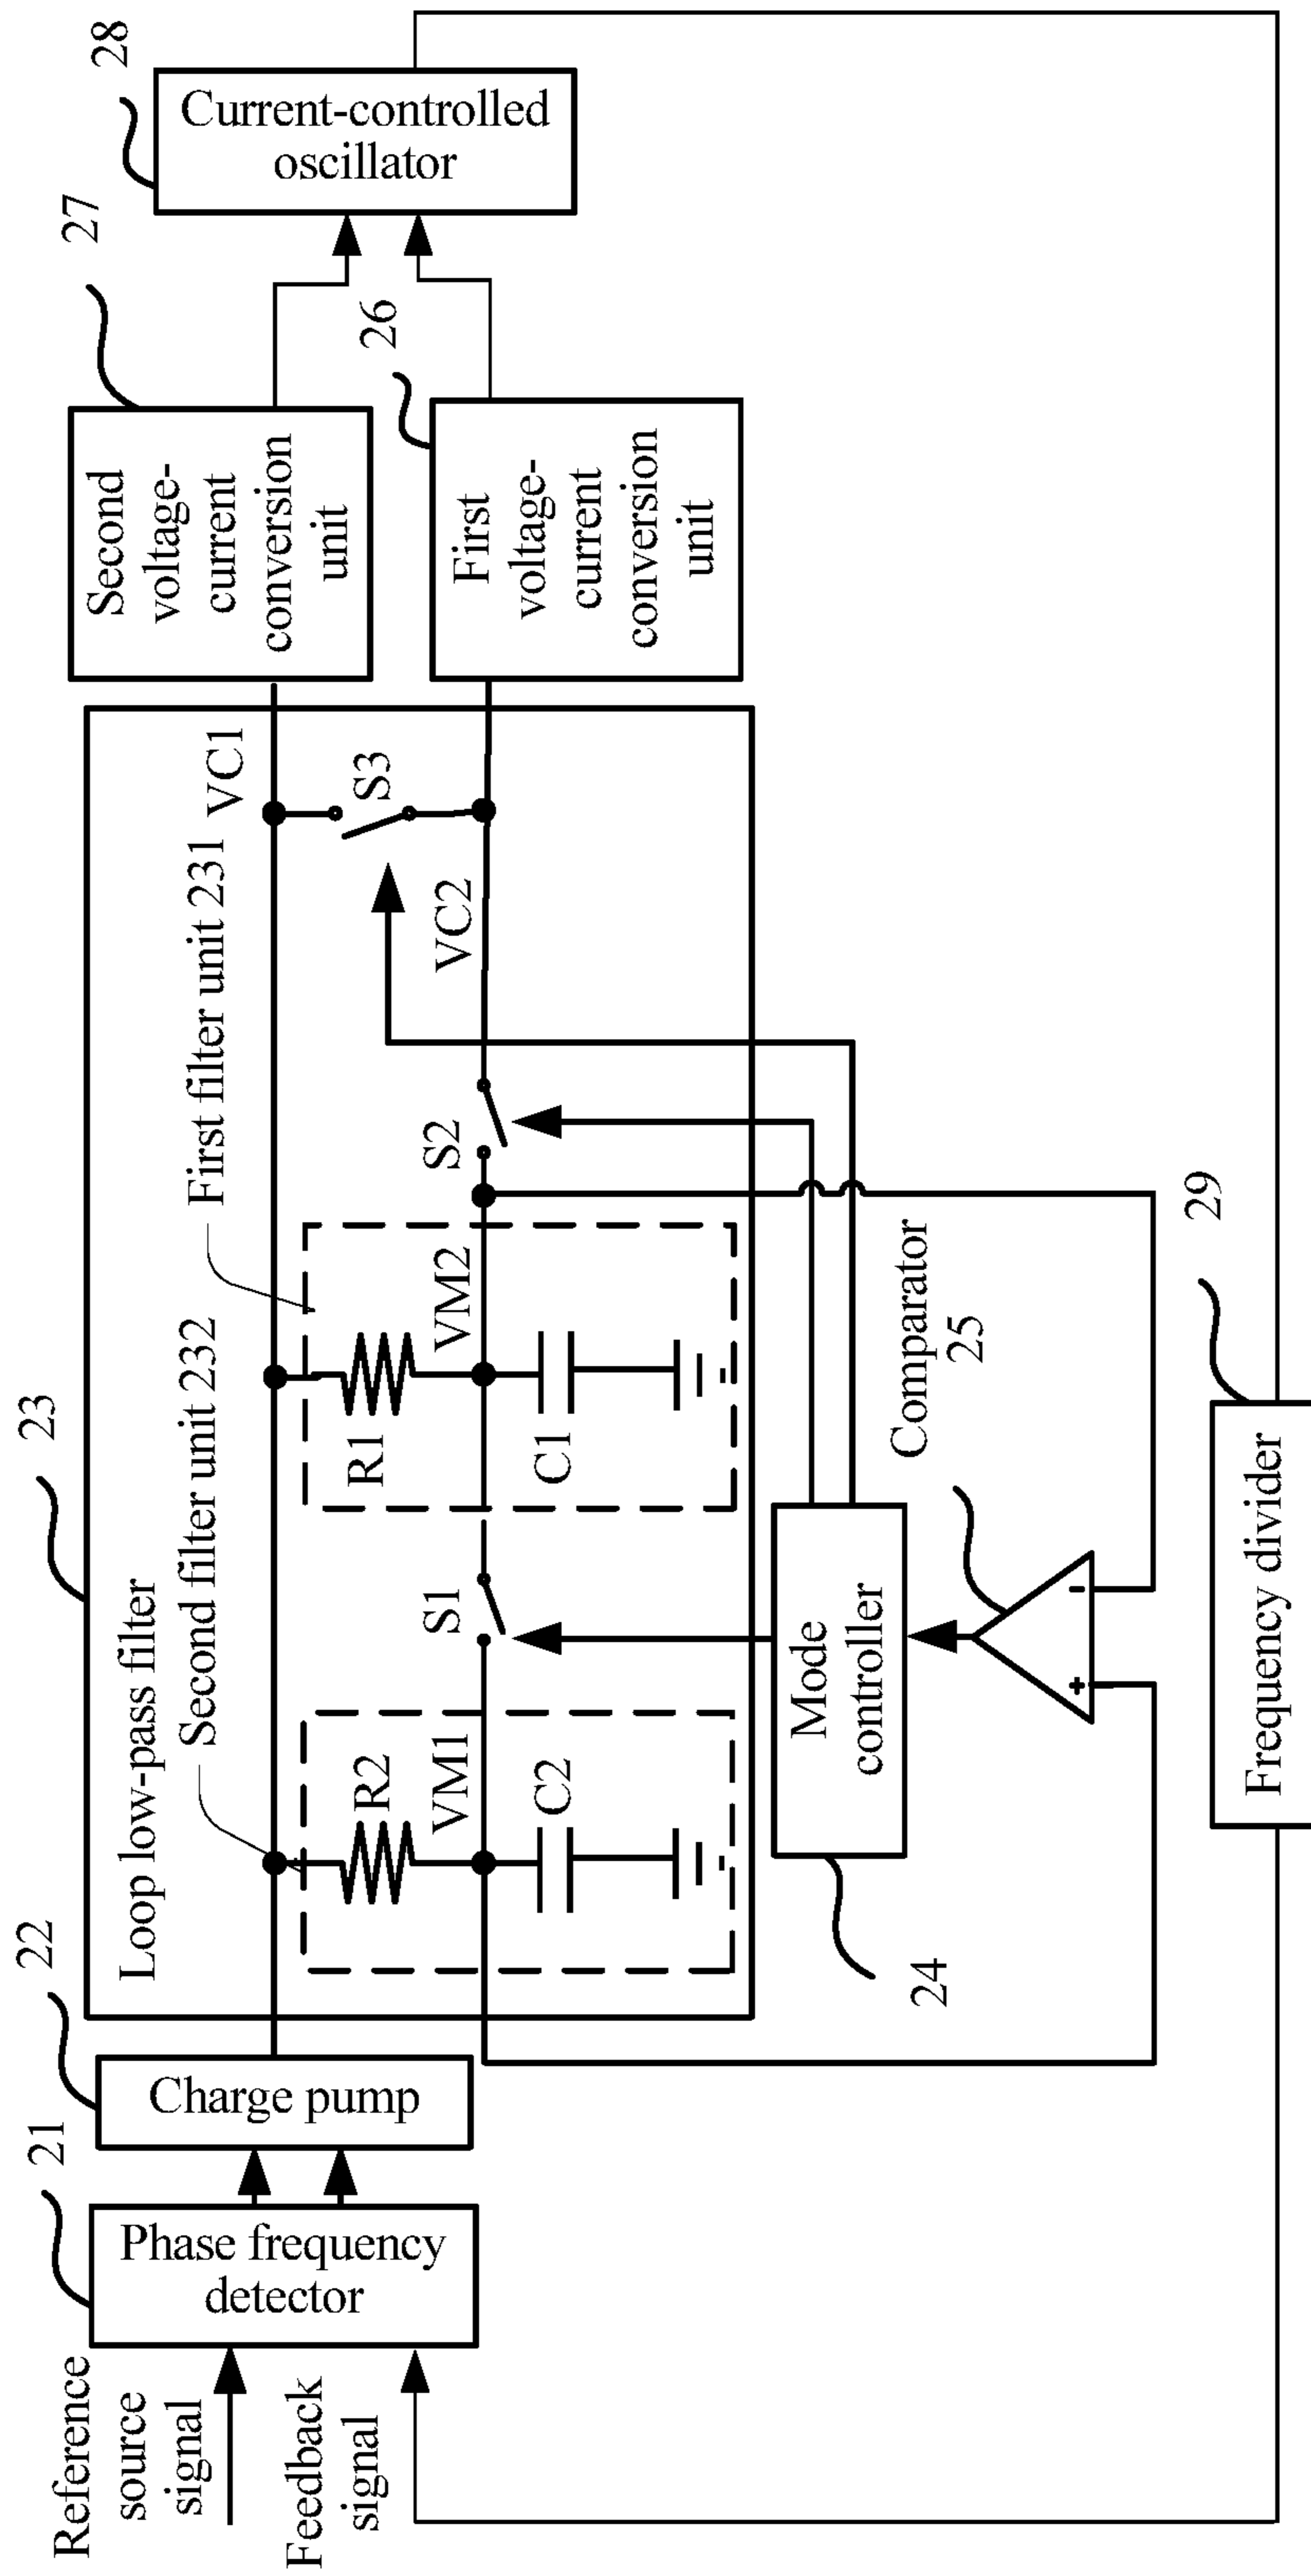 Reference
source
signal
Feedback
signal
21
Phase frequency
detector
22
Charge pump
23
Loop low-pass filter
Second filter unit 232
First filter unit 231
R2
VM1
C2
S1
R1
VM2
C1
S2
VC2
VC1
S3
24
Mode
controller
Comparator
25
+
-
Second
voltage-
current
conversion
unit
27
First
voltage-
current
conversion
unit
26
Current-controlled
oscillator
28
Frequency divider
29